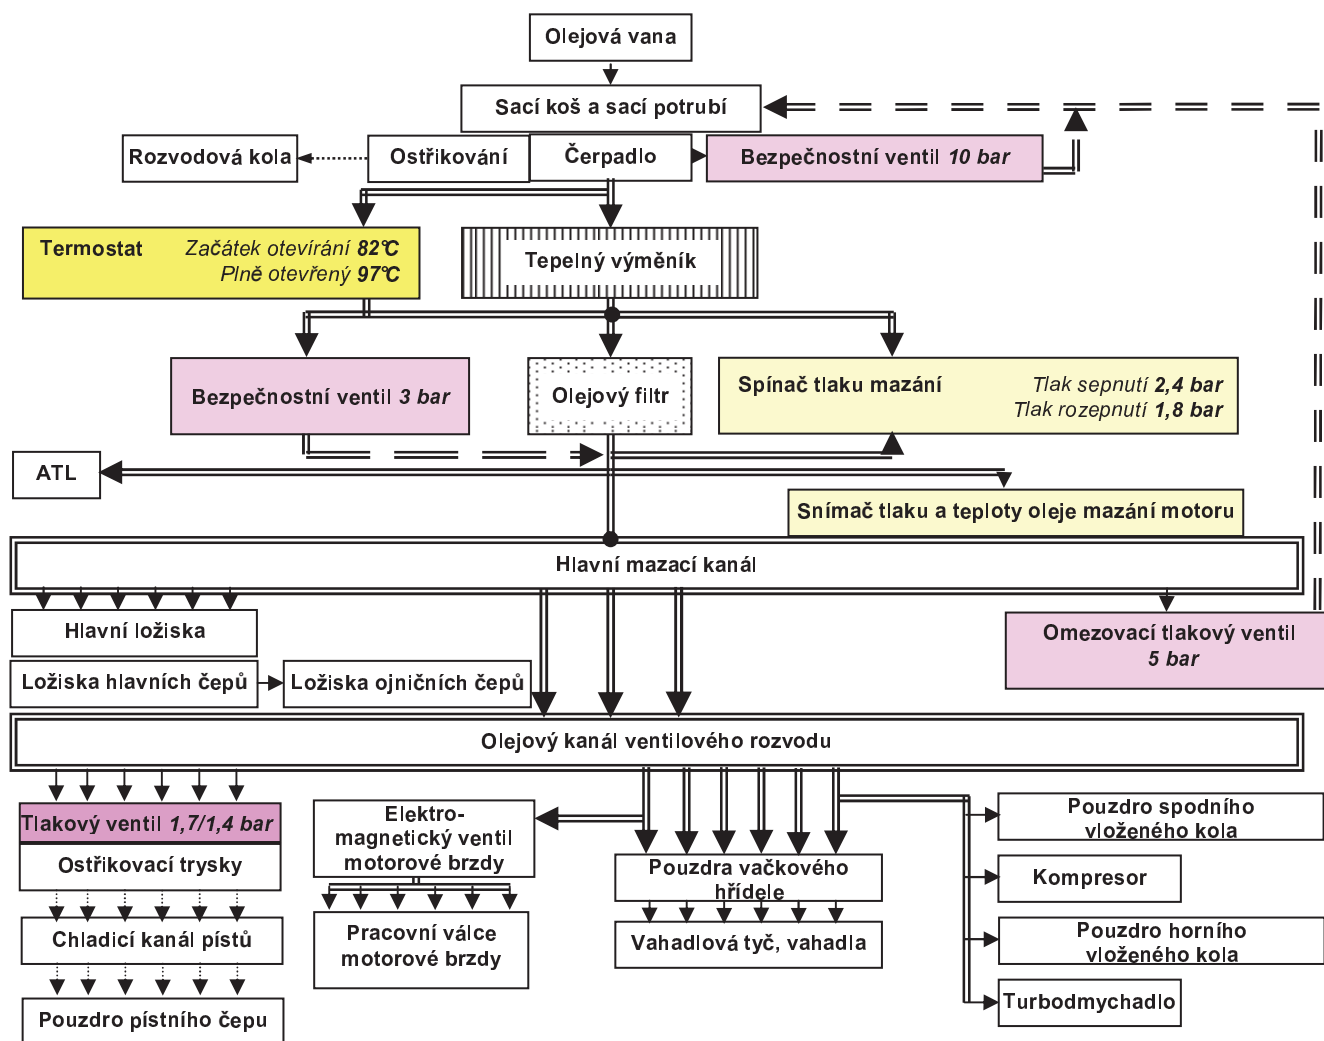 Olejová vana
Sací koš a sací potrubí
Rozvodová kola
Ostřikování
Čerpadlo
Bezpečnostní ventil 10 bar
Termostat Začátek otevírání 82°C
Plně otevřený 97°C
Tepelný výměník
Bezpečnostní ventil 3 bar
Olejový filtr
Spínač tlaku mazání Tlak sepnutí 2,4 bar
Tlak rozepnutí 1,8 bar
ATL
Snímač tlaku a teploty oleje mazání motoru
Hlavní mazací kanál
Hlavní ložiska
Omezovací tlakový ventil
5 bar
Ložiska hlavních čepů
Ložiska ojničních čepů
Olejový kanál ventilového rozvodu
Tlakový ventil 1,7/1,4 bar
Ostřikovací trysky
Chladicí kanál pístů
Pouzdro pístního čepu
Elektro-
magnetický ventil
motorové brzdy
Pracovní válce
motorové brzdy
Pouzdra vačkového
hřídele
Vahadlová tyč, vahadla
Pouzdro spodního
vloženého kola
Kompresor
Pouzdro horního
vloženého kola
Turbodmychadlo